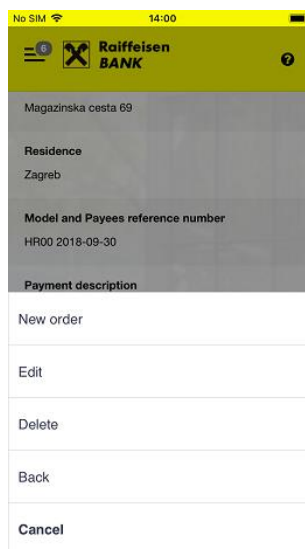 No SIM 14:00
6 Raiffeisen
BANK ?
Magazinska cesta 69
Residence
Zagreb
Model and Payees reference number
HR00 2018-09-30
Payment description
New order
Edit
Delete
Back
Cancel